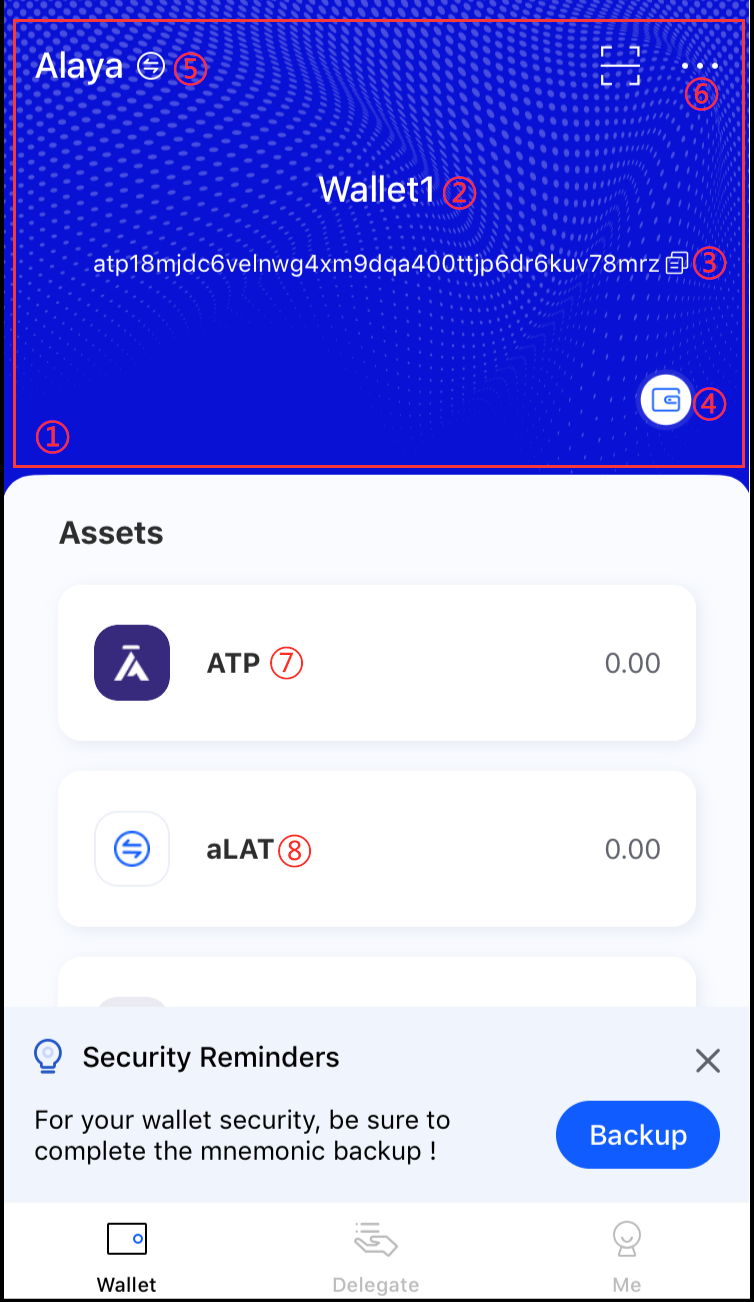 Alaya ⑤
⑥
Wallet1 ②
atp18mjdc6velnwg4xm9dqa400ttjp6dr6kuv78mrz ③
④
①
Assets
ATP ⑦ 0.00
aLAT ⑧ 0.00
Security Reminders
For your wallet security, be sure to
complete the mnemonic backup !
Backup
Wallet Delegate Me